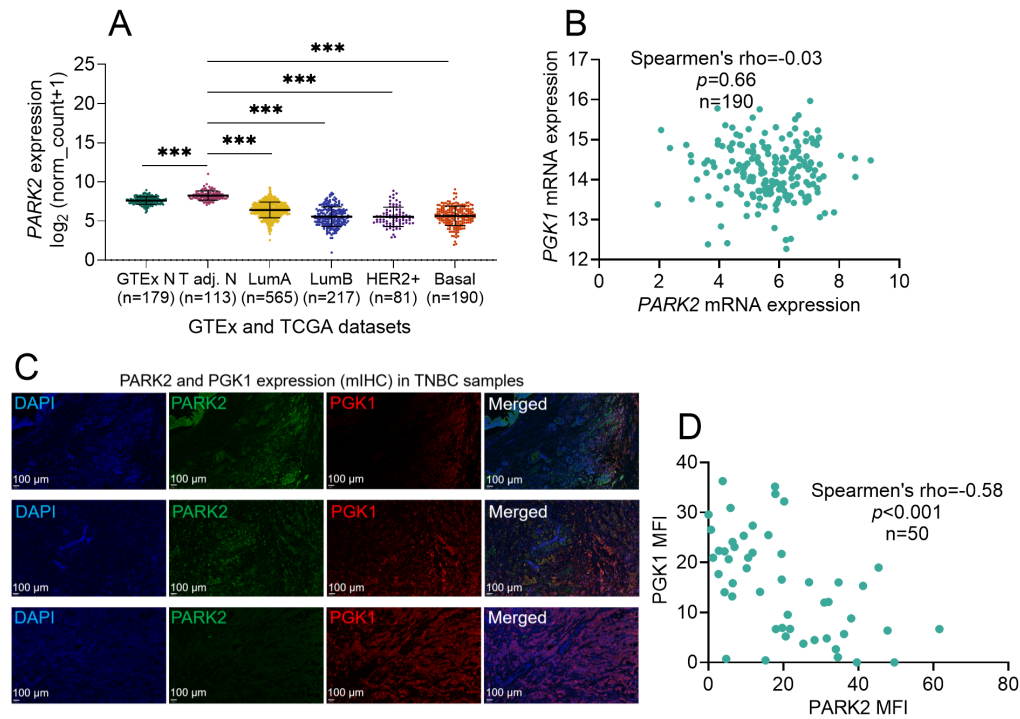 A
PARK2 expression
log2 (norm_count+1)
25
20
15
10
5
0
***
***
***
***
***
GTEx N T adj. N LumA LumB HER2+ Basal
(n=179) (n=113) (n=565) (n=217) (n=81) (n=190)
GTEx and TCGA datasets
B
Spearmen's rho=-0.03
p=0.66
n=190
PGK1 mRNA expression
17
16
15
14
13
12
0 2 4 6 8 10
PARK2 mRNA expression
C
PARK2 and PGK1 expression (mIHC) in TNBC samples
DAPI PARK2 PGK1 Merged
100 µm 100 µm 100 µm 100 µm
DAPI PARK2 PGK1 Merged
100 µm 100 µm 100 µm 100 µm
DAPI PARK2 PGK1 Merged
100 µm 100 µm 100 µm 100 µm
D
Spearmen's rho=-0.58
p<0.001
n=50
PGK1 MFI
40
30
20
10
0
0 20 40 60 80
PARK2 MFI